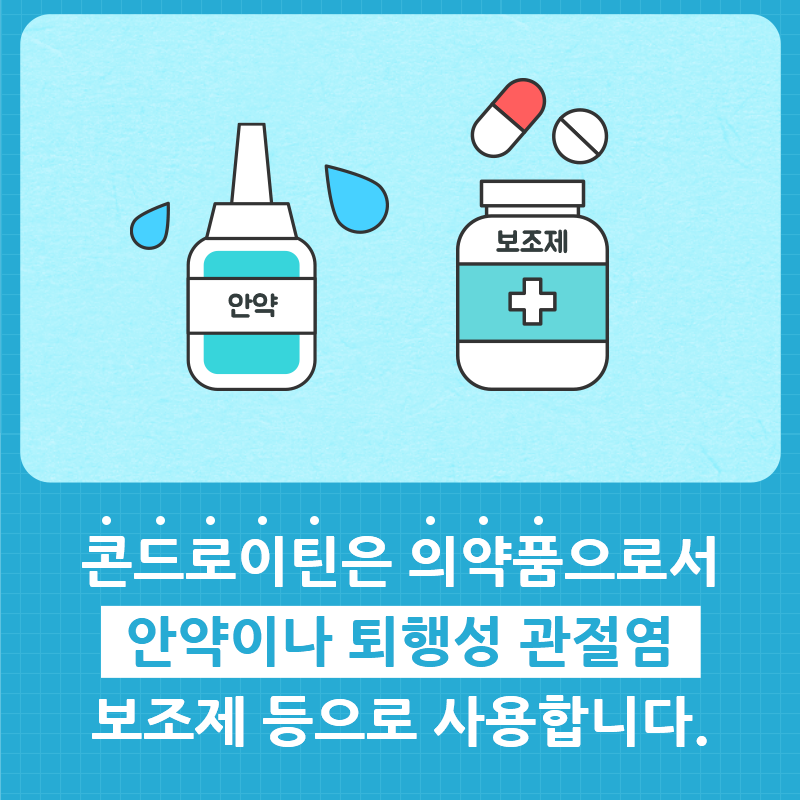 안약
보조제
콘드로이틴은 의약품으로서
안약이나 퇴행성 관절염
보조제 등으로 사용합니다.